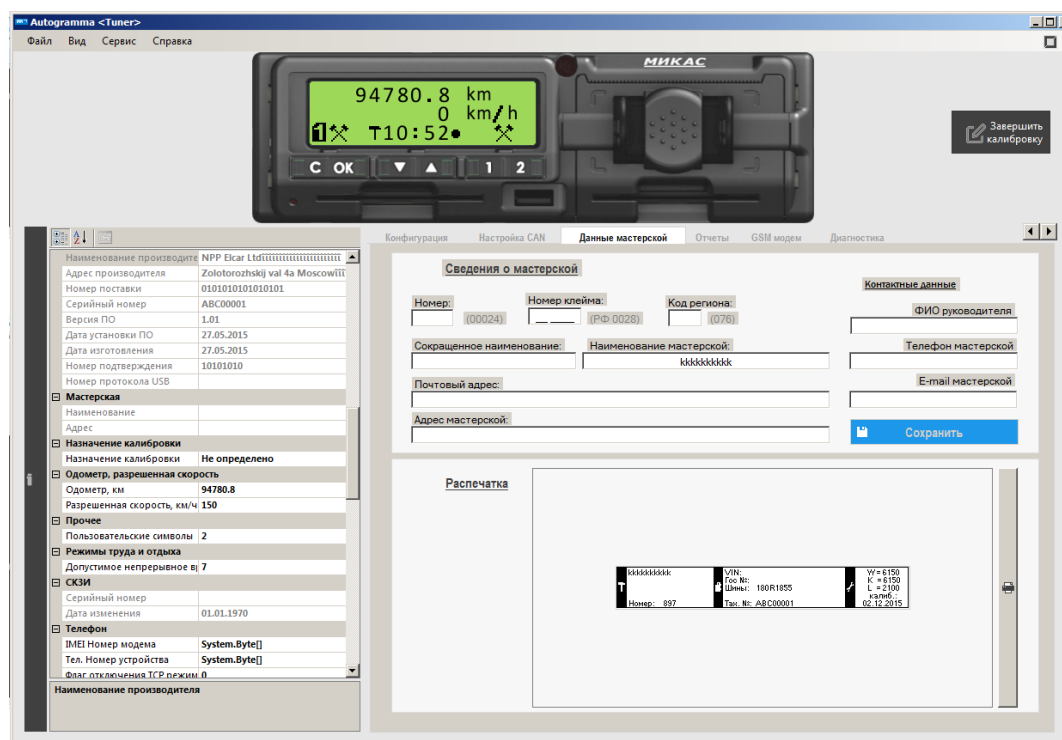 Autogramma <Tuner>
Файл Вид Сервис Справка
МИКАС
94780.8 km
0 km/h
1 10:52
C OK 1 2
Завершить
калибровку
Конфигурация Настройка CAN Данные мастерской Отчеты GSM модем Диагностика
Наименование производите NPP Elcar Ltdïïïïïïïïïïïïïïïïïïïïï
Адрес производителя Zolotorozhskij val 4a Moscowïïï
Номер поставки 0101010101010101
Серийный номер ABC00001
Версия ПО 1.01
Дата установки ПО 27.05.2015
Дата изготовления 27.05.2015
Номер подтверждения 10101010
Номер протокола USB
Мастерская
Наименование
Адрес
Назначение калибровки
Назначение калибровки Не определено
Одометр, разрешенная скорость
Одометр, км 94780.8
Разрешенная скорость, км/ч 150
Прочее
Пользовательские символы 2
Режимы труда и отдыха
Допустимое непрерывное в 7
СКЗИ
Серийный номер
Дата изменения 01.01.1970
Телефон
IMEI Номер модема System.Byte[]
Тел. Номер устройства System.Byte[]
Флаг отключения TCP режим 0
Наименование производителя
Сведения о мастерской
Контактные данные
Номер: Номер клейма: Код региона:
(00024) (РФ 0028) (076)
ФИО руководителя
Сокращенное наименование: Наименование мастерской:
kkkkkkkkkk
Телефон мастерской
Почтовый адрес:
E-mail мастерской
Адрес мастерской:
Сохранить
Распечатка
kkkkkkkkkk
Номер: 897
VIN:
Гос №:
Шины: 180R1855
Тах. №: ABC00001
W=6150
K =6150
L =2100
калиб.:
02.12.2015